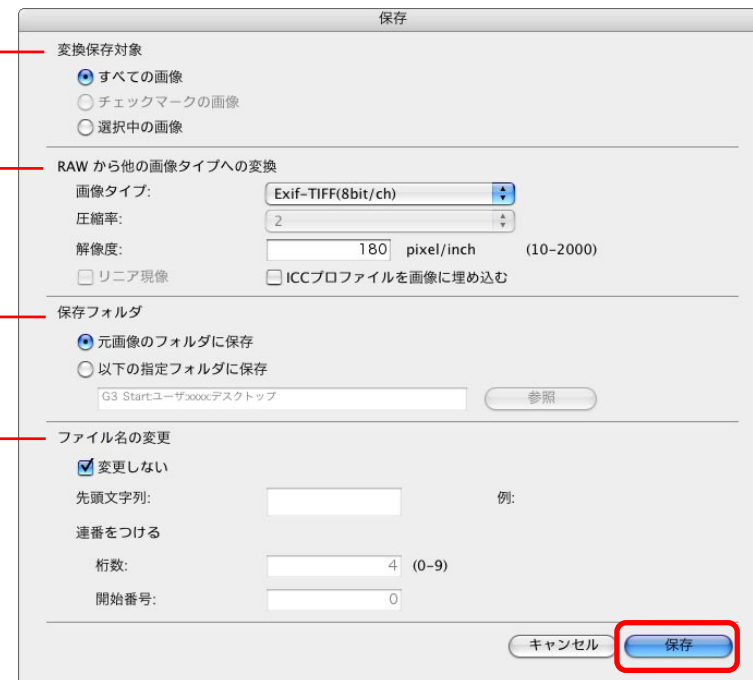 保存
変換保存対象
すべての画像
チェックマークの画像
選択中の画像
RAW から他の画像タイプへの変換
画像タイプ: Exif-TIFF(8bit/ch)
圧縮率: 2
解像度: 180 pixel/inch (10-2000)
リニア現像 ICCプロファイルを画像に埋め込む
保存フォルダ
元画像のフォルダに保存
以下の指定フォルダに保存
G3 Start:ユーザ:xxxx:デスクトップ 参照
ファイル名の変更
変更しない
先頭文字列: 例:
連番をつける
桁数: 4 (0-9)
開始番号: 0
キャンセル 保存